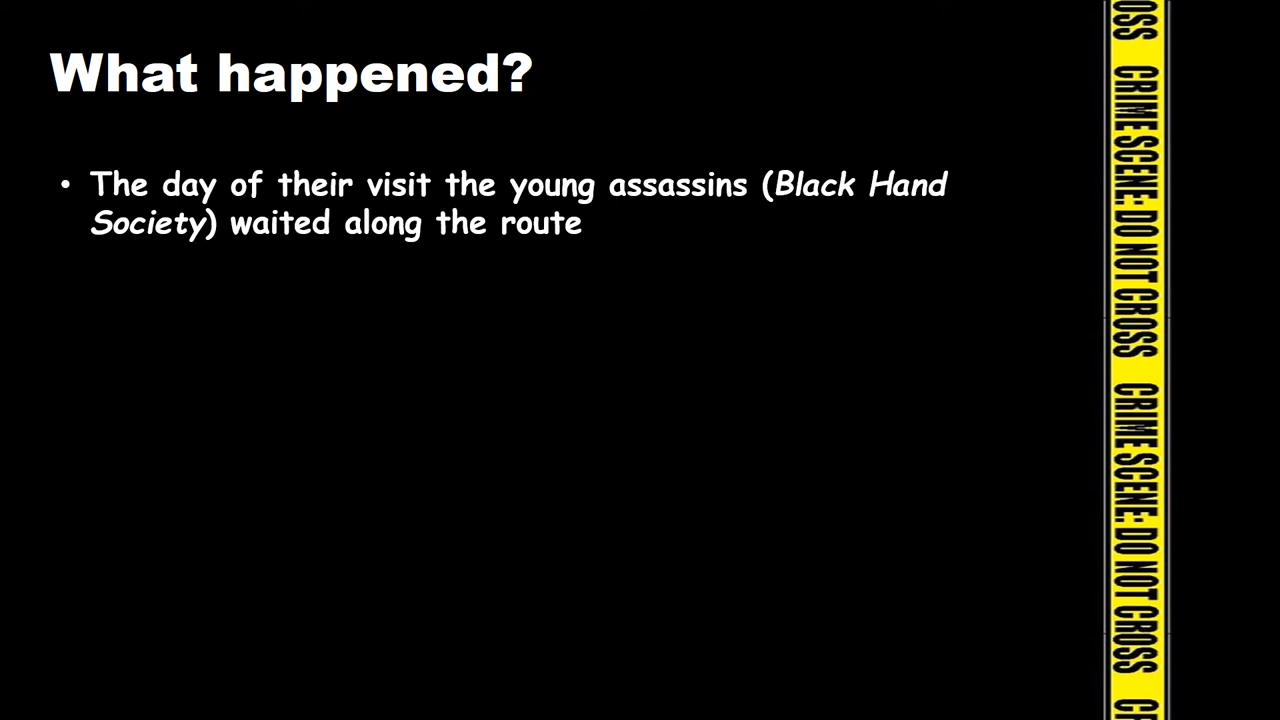 What happened?
• The day of their visit the young assassins (Black Hand
Society) waited along the route
OSS CRIME SCENE: DO NOT CROSS CRIME SCENE: DO NOT CROSS